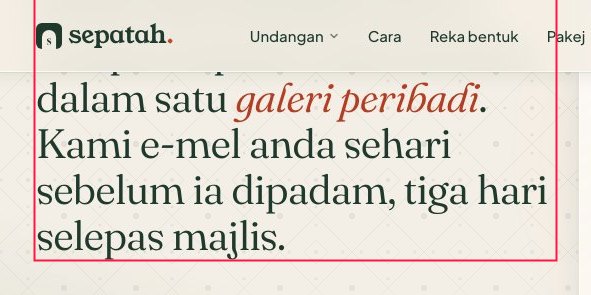 sepatah.
Undangan
Cara
Reka bentuk
Pakej
dalam satu galeri peribadi.
Kami e-mel anda sehari
sebelum ia dipadam, tiga hari
selepas majlis.